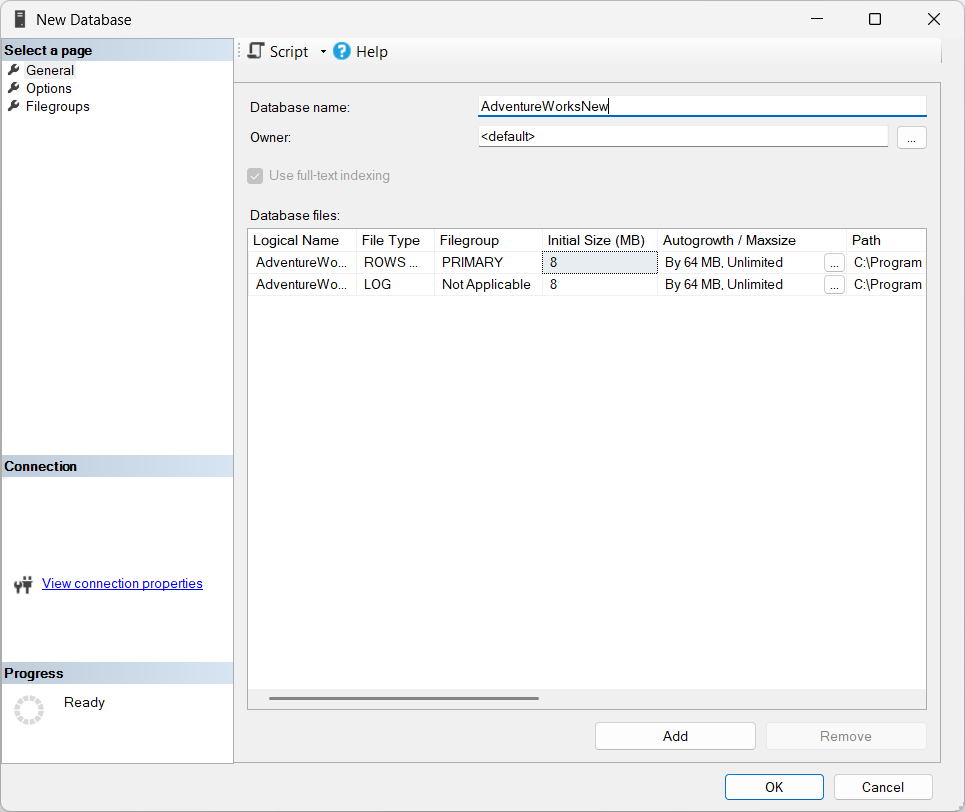 New Database
Select a page
General
Options
Filegroups
Script
Help
Database name:
AdventureWorksNew
Owner:
<default>
...
Use full-text indexing
Database files:
Logical Name File Type Filegroup Initial Size (MB) Autogrowth / Maxsize Path
AdventureWo... ROWS ... PRIMARY 8 By 64 MB, Unlimited ... C:\Program
AdventureWo... LOG Not Applicable 8 By 64 MB, Unlimited ... C:\Program
Connection
View connection properties
Progress
Ready
Add Remove
OK Cancel